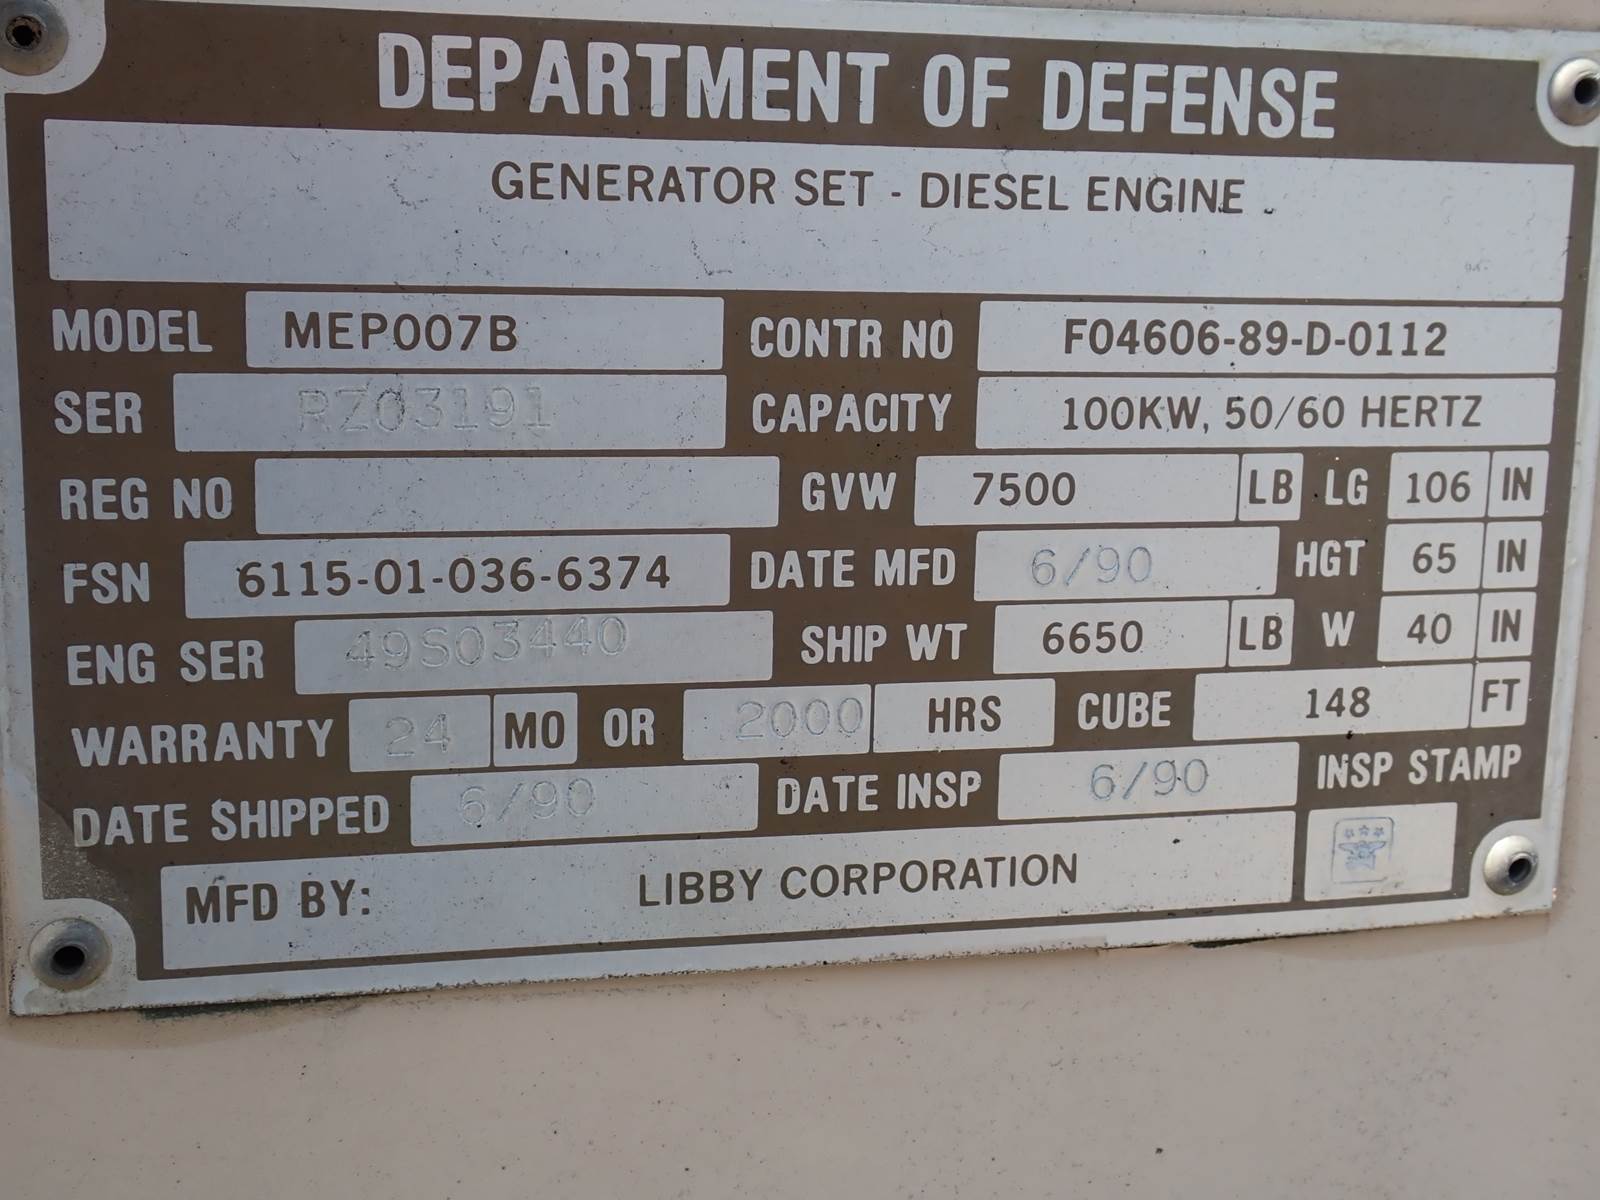 DEPARTMENT OF DEFENSE
GENERATOR SET - DIESEL ENGINE
MODEL MEP007B CONTR NO F04606-89-D-0112
SER RZ03191 CAPACITY 100KW, 50/60 HERTZ
REG NO GVW 7500 LB LG 106 IN
FSN 6115-01-036-6374 DATE MFD 6/90 HGT 65 IN
ENG SER 49S03440 SHIP WT 6650 LB W 40 IN
WARRANTY 24 MO OR 2000 HRS CUBE 148 FT
DATE SHIPPED 6/90 DATE INSP 6/90 INSP STAMP
MFD BY: LIBBY CORPORATION